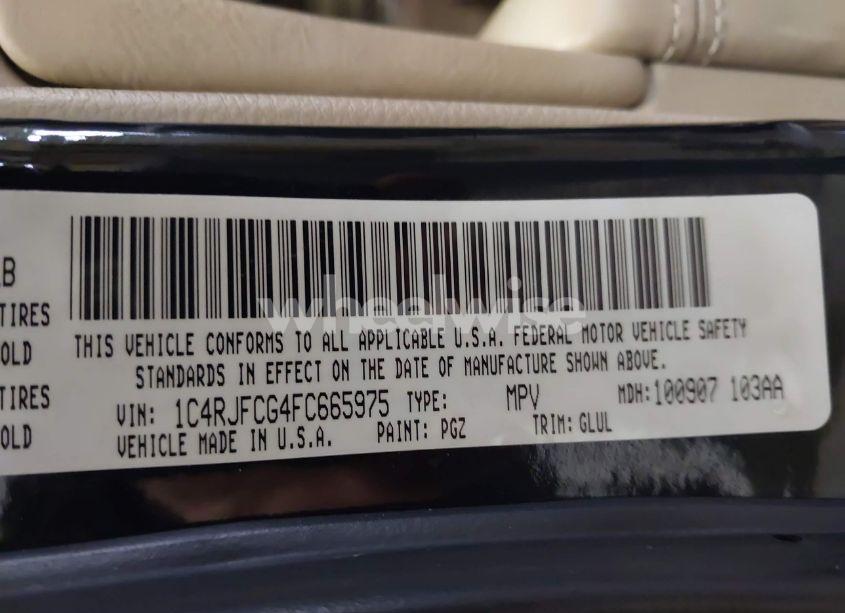 LB
TIRES
OLD
TIRES
OLD
wheelwise
THIS VEHICLE CONFORMS TO ALL APPLICABLE U.S.A. FEDERAL MOTOR VEHICLE SAFETY
STANDARDS IN EFFECT ON THE DATE OF MANUFACTURE SHOWN ABOVE.
VIN: 1C4RJFCG4FC665975 TYPE: MPV MDH:100907 103AA
VEHICLE MADE IN U.S.A. PAINT: PGZ TRIM: GLUL